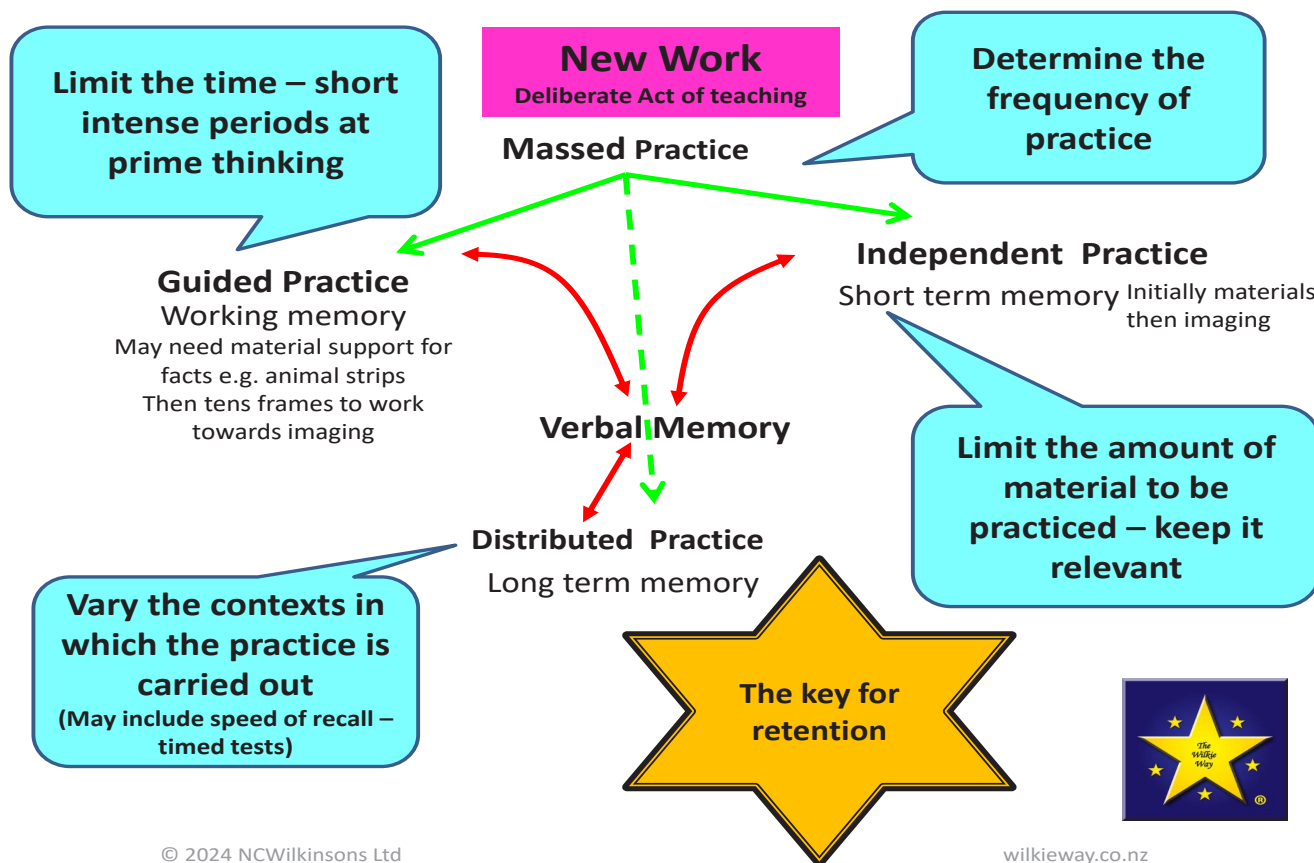 New Work
Deliberate Act of teaching
Massed Practice
Limit the time – short
intense periods at
prime thinking
Determine the
frequency of
practice
Guided Practice
Working memory
May need material support for
facts e.g. animal strips
Then tens frames to work
towards imaging
Independent Practice
Short term memory
Initially materials
then imaging
Verbal Memory
Limit the amount of
material to be
practiced – keep it
relevant
Distributed Practice
Long term memory
Vary the contexts in
which the practice is
carried out
(May include speed of recall –
timed tests)
The key for
retention
The
Wilkie
Way
®
© 2024 NCWilkinsons Ltd
wilkieway.co.nz